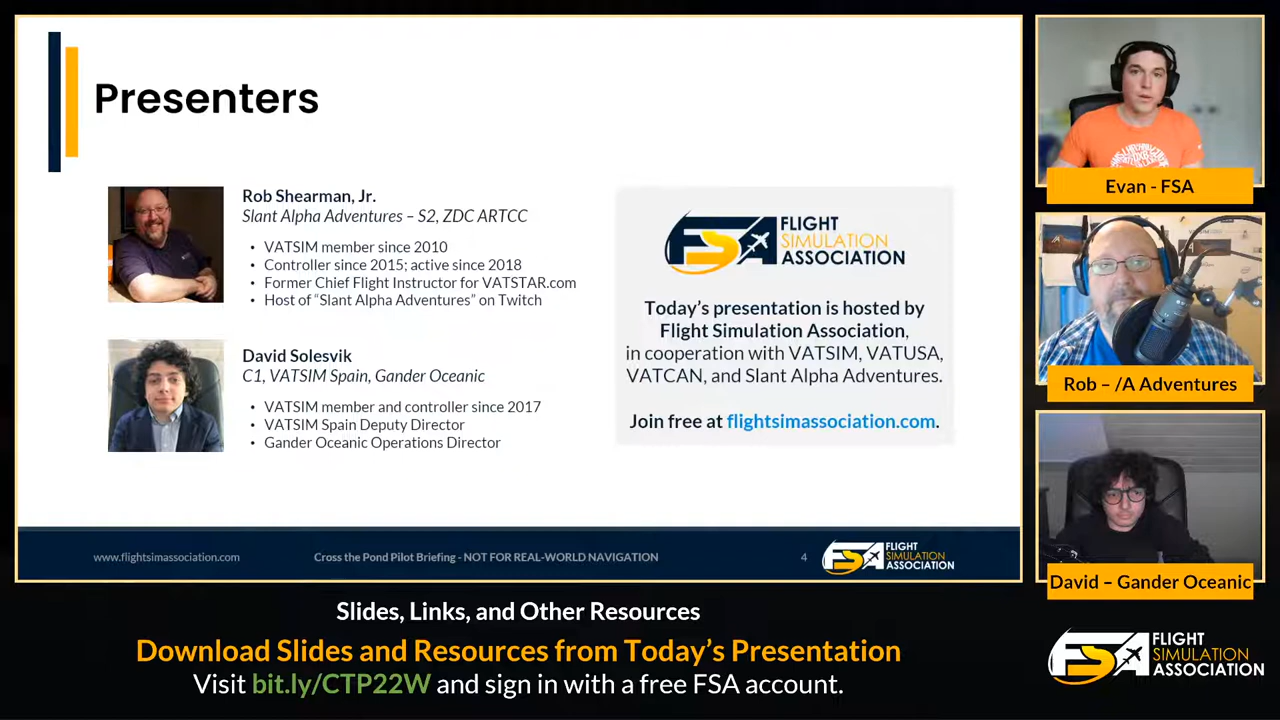 Presenters
Rob Shearman, Jr.
Slant Alpha Adventures – S2, ZDC ARTCC
• VATSIM member since 2010
• Controller since 2015; active since 2018
• Former Chief Flight Instructor for VATSTAR.com
• Host of “Slant Alpha Adventures” on Twitch
David Solesvik
C1, VATSIM Spain, Gander Oceanic
• VATSIM member and controller since 2017
• VATSIM Spain Deputy Director
• Gander Oceanic Operations Director
FSA FLIGHT
SIMULATION
ASSOCIATION
Today’s presentation is hosted by
Flight Simulation Association,
in cooperation with VATSIM, VATUSA,
VATCAN, and Slant Alpha Adventures.
Join free at flightsimassociation.com.
www.flightsimassociation.com
Cross the Pond Pilot Briefing - NOT FOR REAL-WORLD NAVIGATION
4
FSA FLIGHT
SIMULATION
ASSOCIATION
Evan - FSA
Rob – /A Adventures
David – Gander Oceanic
Slides, Links, and Other Resources
Download Slides and Resources from Today’s Presentation
Visit bit.ly/CTP22W and sign in with a free FSA account.
FSA FLIGHT
SIMULATION
ASSOCIATION